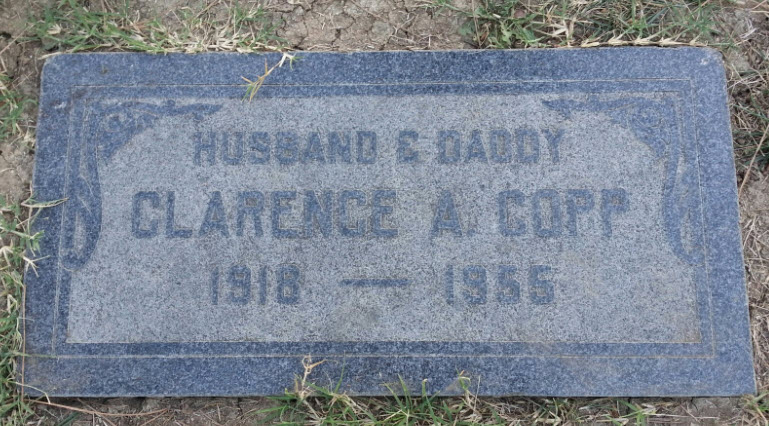 HUSBAND & DADDY
CLARENCE A. COPP
1918 — 1955